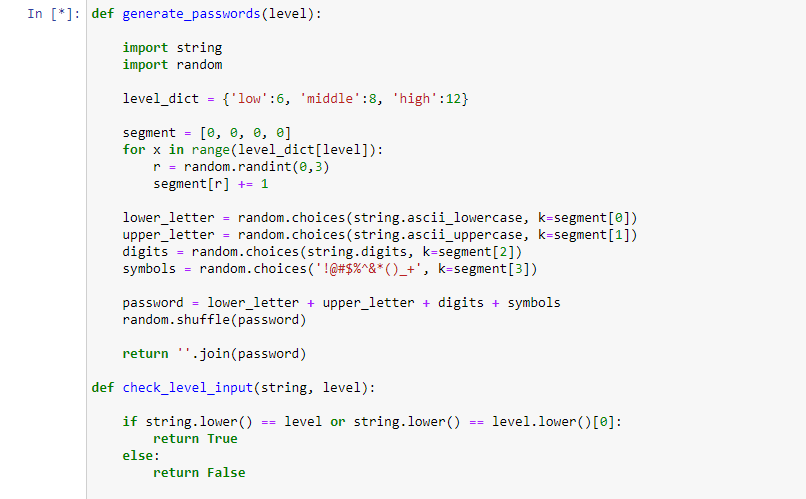 In [*]: def generate_passwords(level):
import string
import random
level_dict = {'low':6, 'middle':8, 'high':12}
segment = [0, 0, 0, 0]
for x in range(level_dict[level]):
r = random.randint(0,3)
segment[r] += 1
lower_letter = random.choices(string.ascii_lowercase, k=segment[0])
upper_letter = random.choices(string.ascii_uppercase, k=segment[1])
digits = random.choices(string.digits, k=segment[2])
symbols = random.choices('!@#$%^&*()_+', k=segment[3])
password = lower_letter + upper_letter + digits + symbols
random.shuffle(password)
return ''.join(password)
def check_level_input(string, level):
if string.lower() == level or string.lower() == level.lower()[0]:
return True
else:
return False